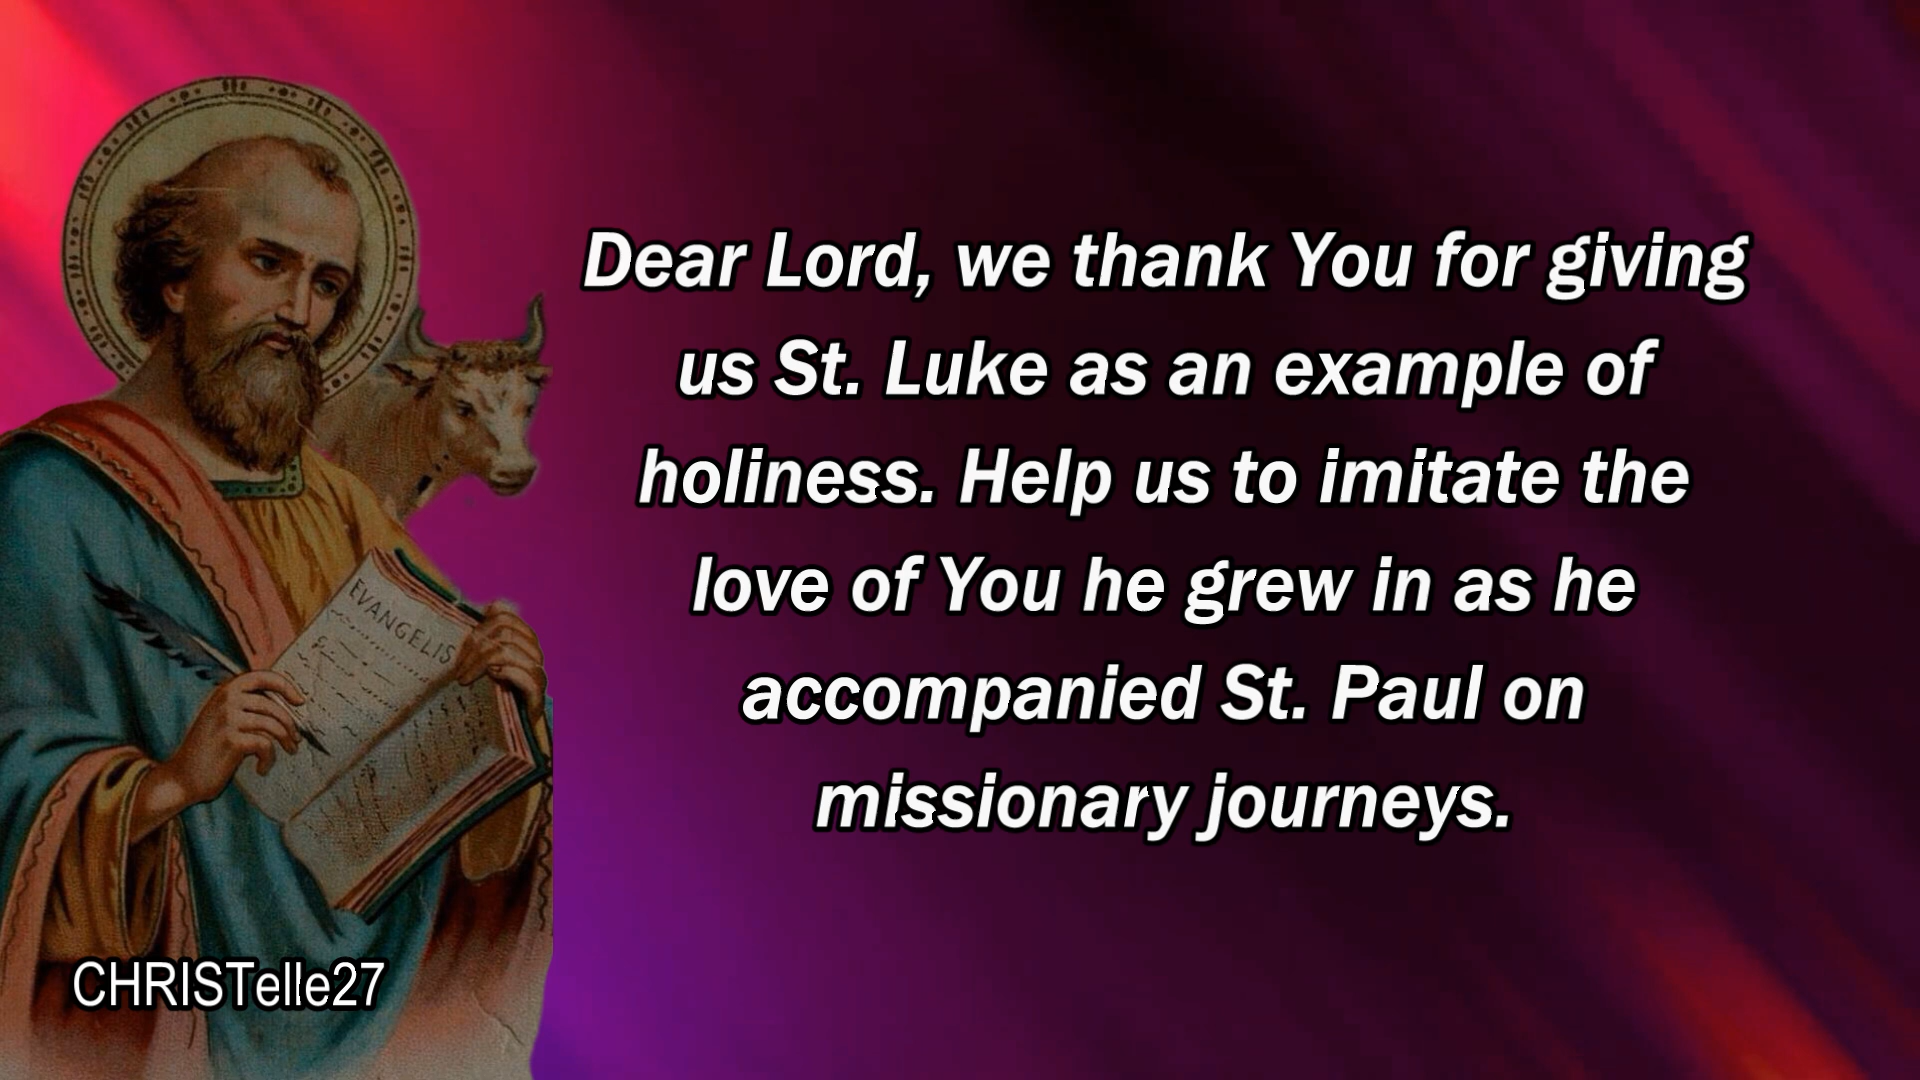 Dear Lord, we thank You for giving
us St. Luke as an example of
holiness. Help us to imitate the
love of You he grew in as he
accompanied St. Paul on
missionary journeys.
EVANGELIS
CHRISTelle27